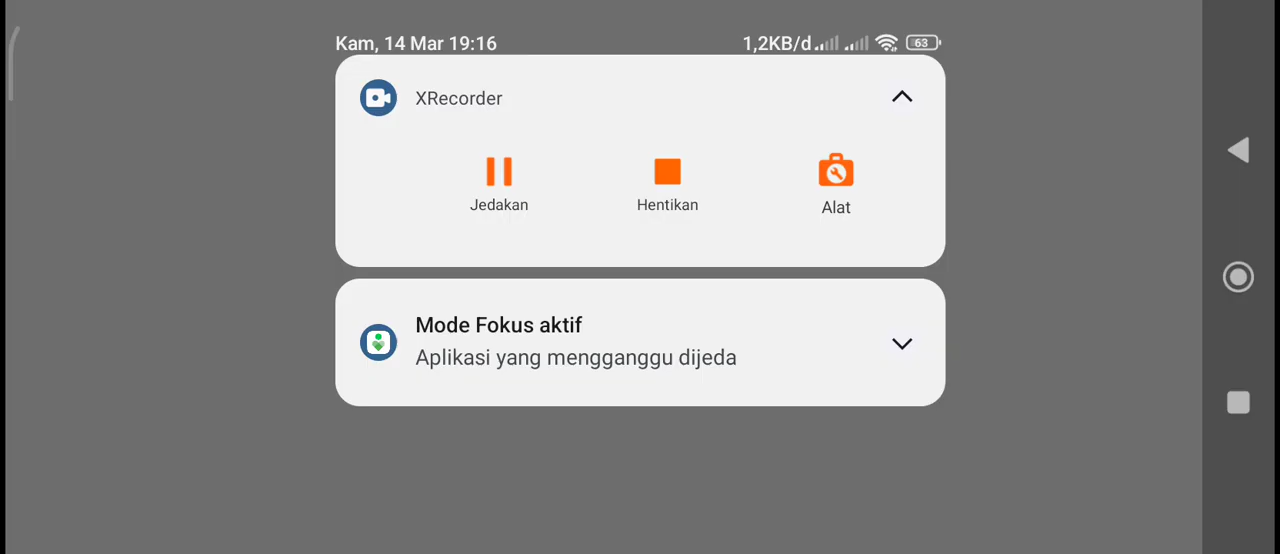 Kam, 14 Mar 19:16 1,2KB/d 63
XRecorder
Jedakan Hentikan Alat
Mode Fokus aktif
Aplikasi yang mengganggu dijeda